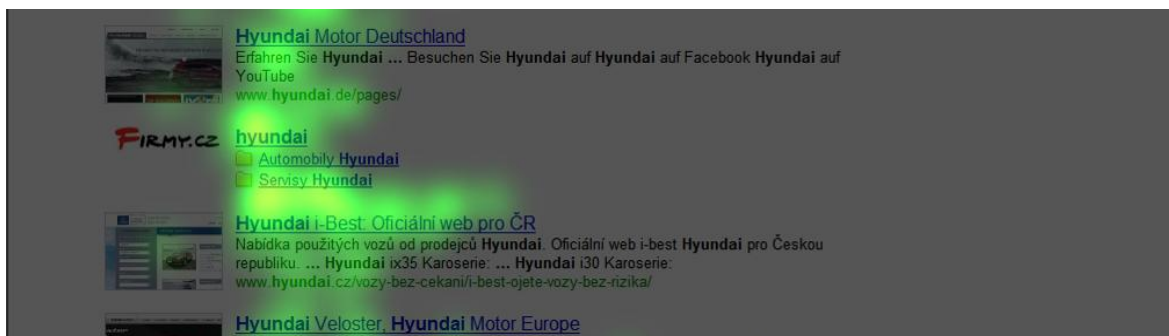 Hyundai Motor Deutschland
Erfahren Sie Hyundai ... Besuchen Sie Hyundai auf Hyundai auf Facebook Hyundai auf
YouTube
www.hyundai.de/pages/
FIRMY.CZ
hyundai
Automobily Hyundai
Servisy Hyundai
Hyundai i-Best: Oficiální web pro ČR
Nabídka použitých vozů od prodejců Hyundai. Oficiální web i-best Hyundai pro Českou
republiku. ... Hyundai ix35 Karoserie: ... Hyundai i30 Karoserie:
www.hyundai.cz/vozy-bez-cekani/i-best-ojete-vozy-bez-rizika/
Hyundai Veloster, Hyundai Motor Europe